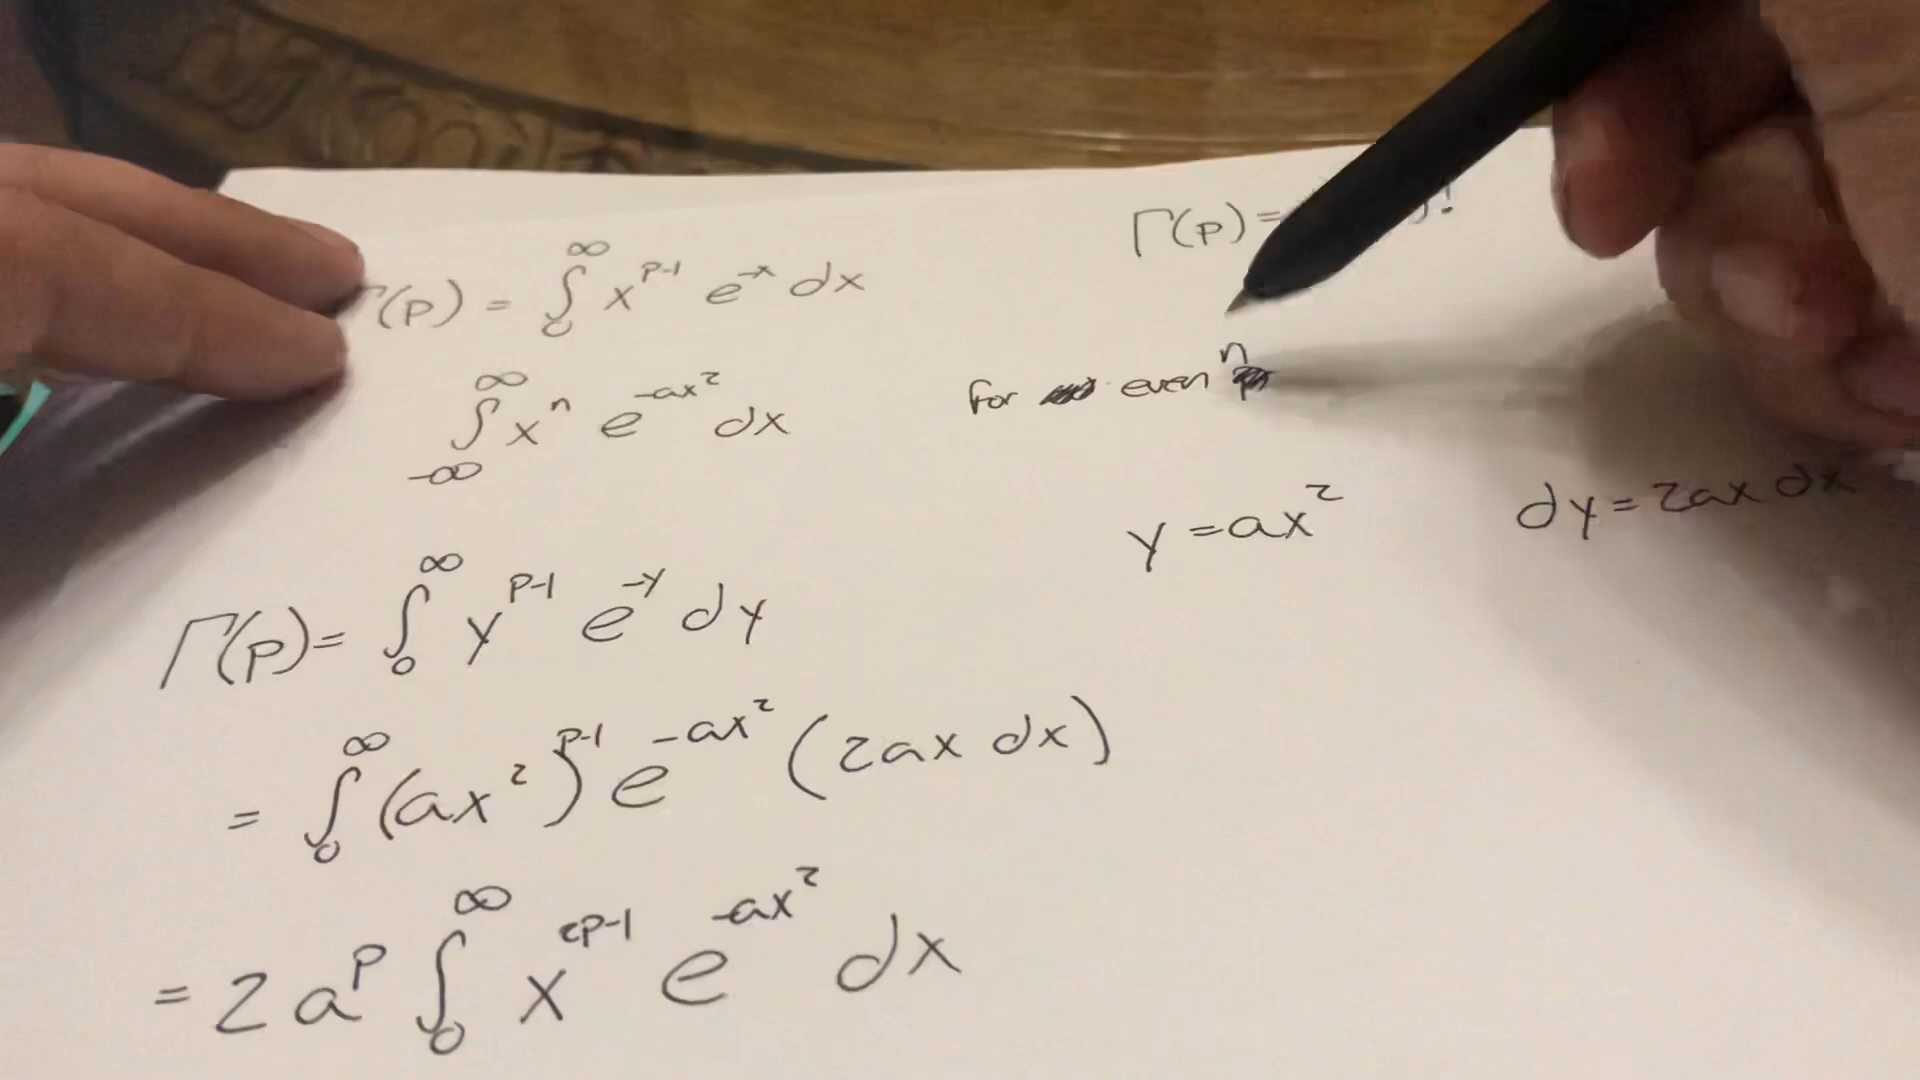 Γ(p) = ∫₀^∞ x^(p-1) e^(-x) dx
Γ(p) = !
∫_(-∞)^∞ x^n e^(-ax²) dx
for even n
y = ax²
dy = 2ax dx
Γ(p) = ∫₀^∞ y^(p-1) e^(-y) dy
= ∫₀^∞ (ax²)^(p-1) e^(-ax²) (2ax dx)
= 2a^p ∫₀^∞ x^(2p-1) e^(-ax²) dx